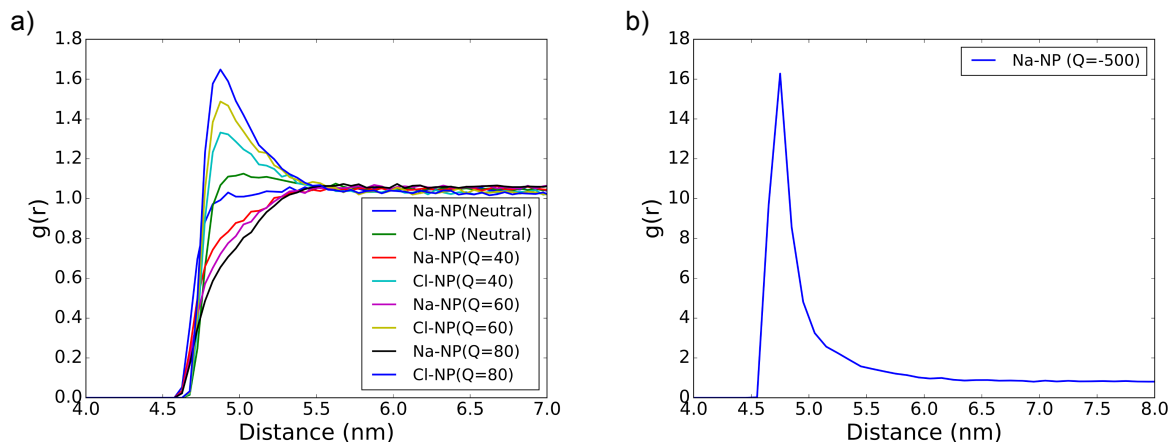 a)
1.8
1.6
1.4
1.2
1.0
0.8
0.6
0.4
0.2
0.0
g(r)
4.0 4.5 5.0 5.5 6.0 6.5 7.0
Distance (nm)
Na-NP(Neutral)
Cl-NP (Neutral)
Na-NP(Q=40)
Cl-NP(Q=40)
Na-NP(Q=60)
Cl-NP(Q=60)
Na-NP(Q=80)
Cl-NP(Q=80)
b)
18
16
14
12
10
8
6
4
2
0
g(r)
4.0 4.5 5.0 5.5 6.0 6.5 7.0 7.5 8.0
Distance (nm)
Na-NP (Q=-500)